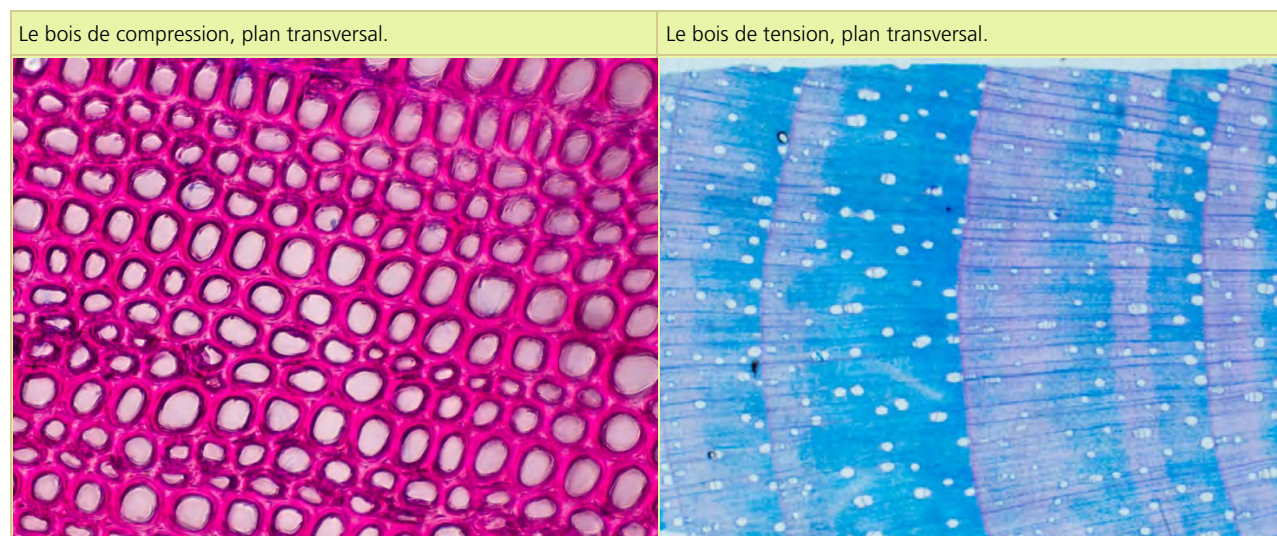 Le bois de compression, plan transversal.
Le bois de tension, plan transversal.